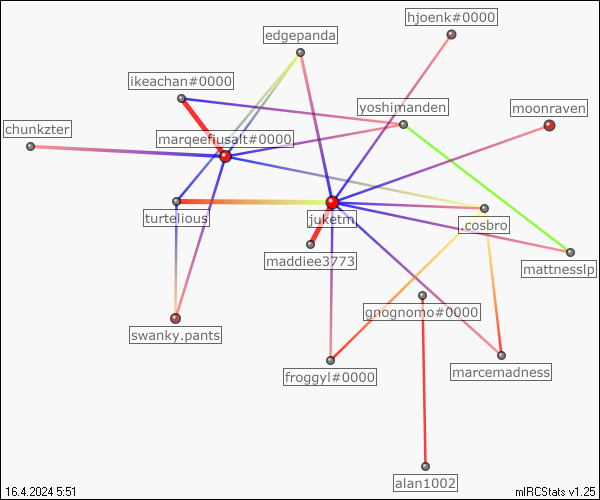 hjoenk#0000
edgepanda
ikeachan#0000
yoshimanden
moonraven
chunkzter
marqeefiusalt#0000
turtelious
juketm
.cosbro
maddiee3773
mattnesslp
gnognomo#0000
swanky.pants
froggyl#0000
marcemadness
alan1002
16.4.2024 5:51
mIRCStats v1.25